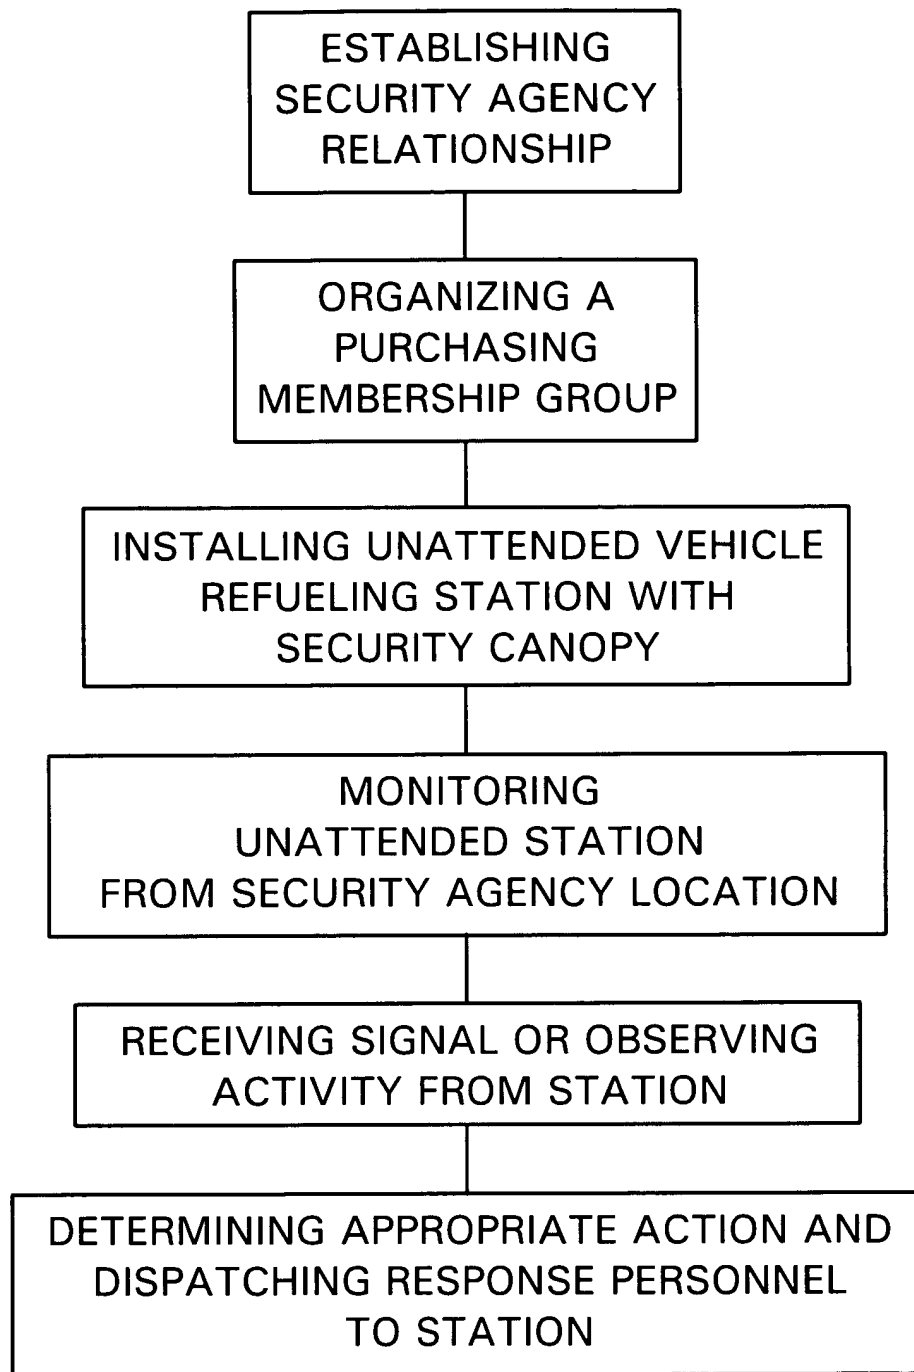 ESTABLISHING
SECURITY AGENCY
RELATIONSHIP
ORGANIZING A
PURCHASING
MEMBERSHIP GROUP
INSTALLING UNATTENDED VEHICLE
REFUELING STATION WITH
SECURITY CANOPY
MONITORING
UNATTENDED STATION
FROM SECURITY AGENCY LOCATION
RECEIVING SIGNAL OR OBSERVING
ACTIVITY FROM STATION
DETERMINING APPROPRIATE ACTION AND
DISPATCHING RESPONSE PERSONNEL
TO STATION